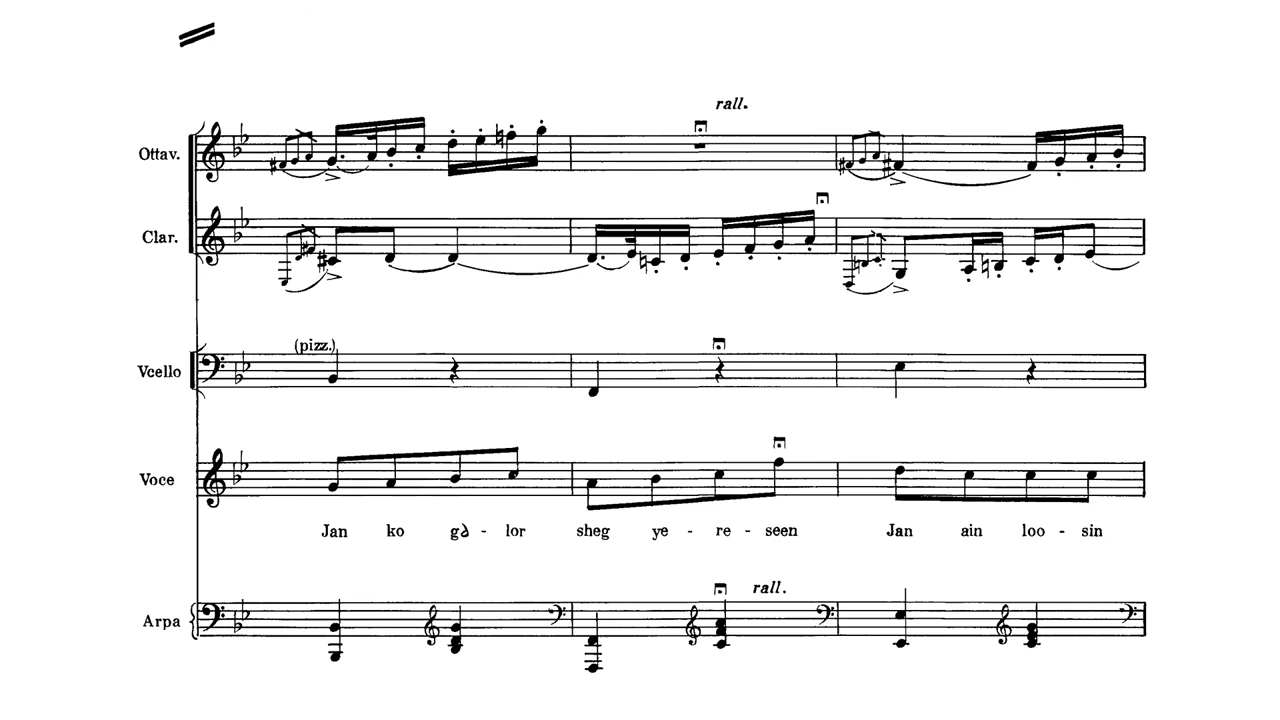 rall.
Ottav.
Clar.
(pizz.)
Vcello
Voce
Jan ko gả - lor sheg ye - re - seen Jan ain loo - sin
rall.
Arpa